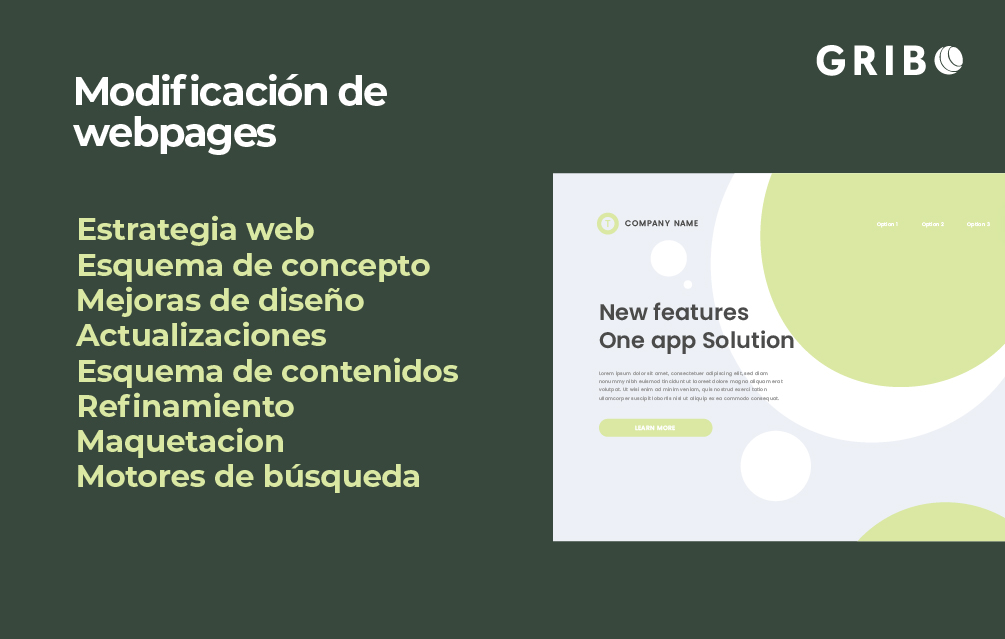 GRIBO
Modificación de
webpages
Estrategia web
Esquema de concepto
Mejoras de diseño
Actualizaciones
Esquema de contenidos
Refinamiento
Maquetacion
Motores de búsqueda
T
COMPANY NAME
Option 1 Option 2 Option 3
New features
One app Solution
Lorem ipsum dolor sit amet, consectetuer adipiscing elit, sed diam
nonummy nibh euismod tincidunt ut laoreet dolore magna aliquam erat
volutpat. Ut wisi enim ad minim veniam, quis nostrud exerci tation
ullamcorper suscipit lobortis nisl ut aliquip ex ea commodo consequat.
LEARN MORE